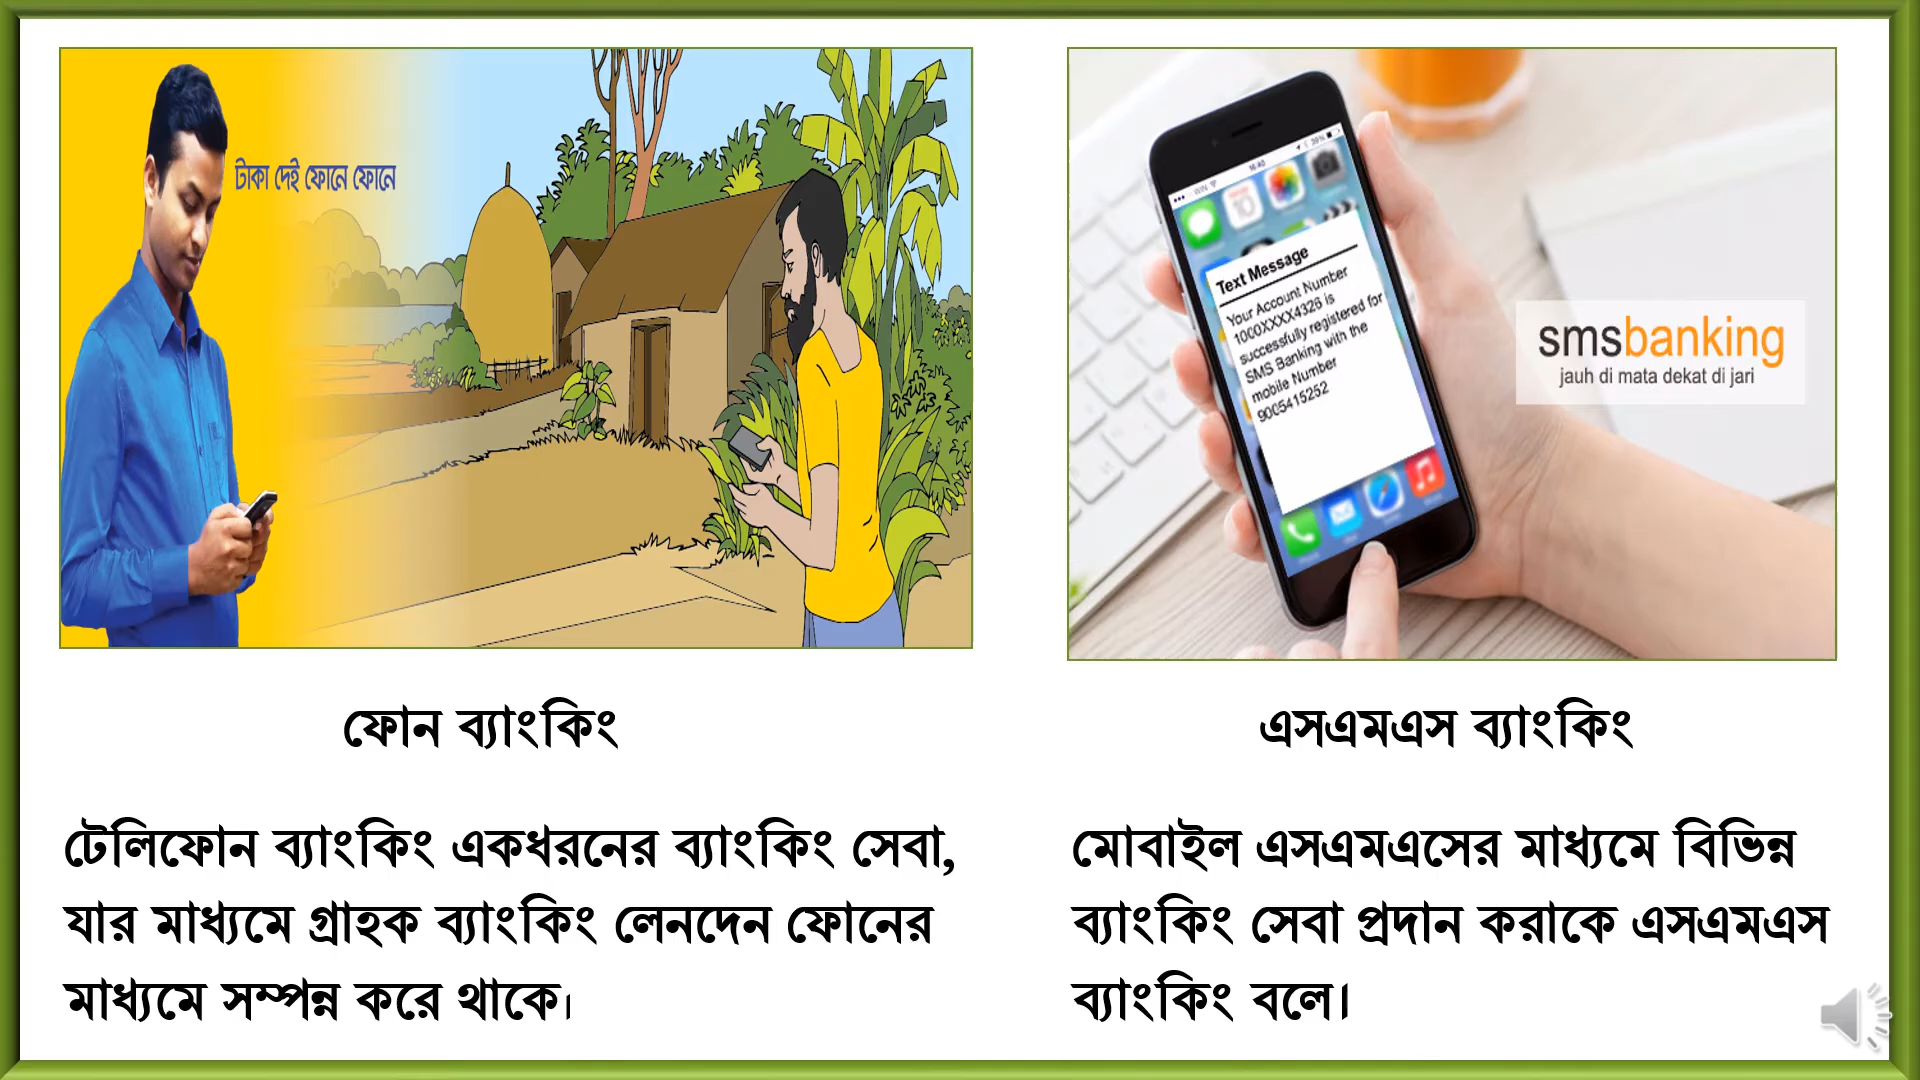 টাকা দেই ফোনে ফোনে
16:40
Text Message
Your Account Number
1000XXXX4326 is
successfully registered for
SMS Banking with the
mobile Number
9005415252
smsbanking
jauh di mata dekat di jari
ফোন ব্যাংকিং
টেলিফোন ব্যাংকিং একধরনের ব্যাংকিং সেবা,
যার মাধ্যমে গ্রাহক ব্যাংকিং লেনদেন ফোনের
মাধ্যমে সম্পন্ন করে থাকে।
এসএমএস ব্যাংকিং
মোবাইল এসএমএসের মাধ্যমে বিভিন্ন
ব্যাংকিং সেবা প্রদান করাকে এসএমএস
ব্যাংকিং বলে।